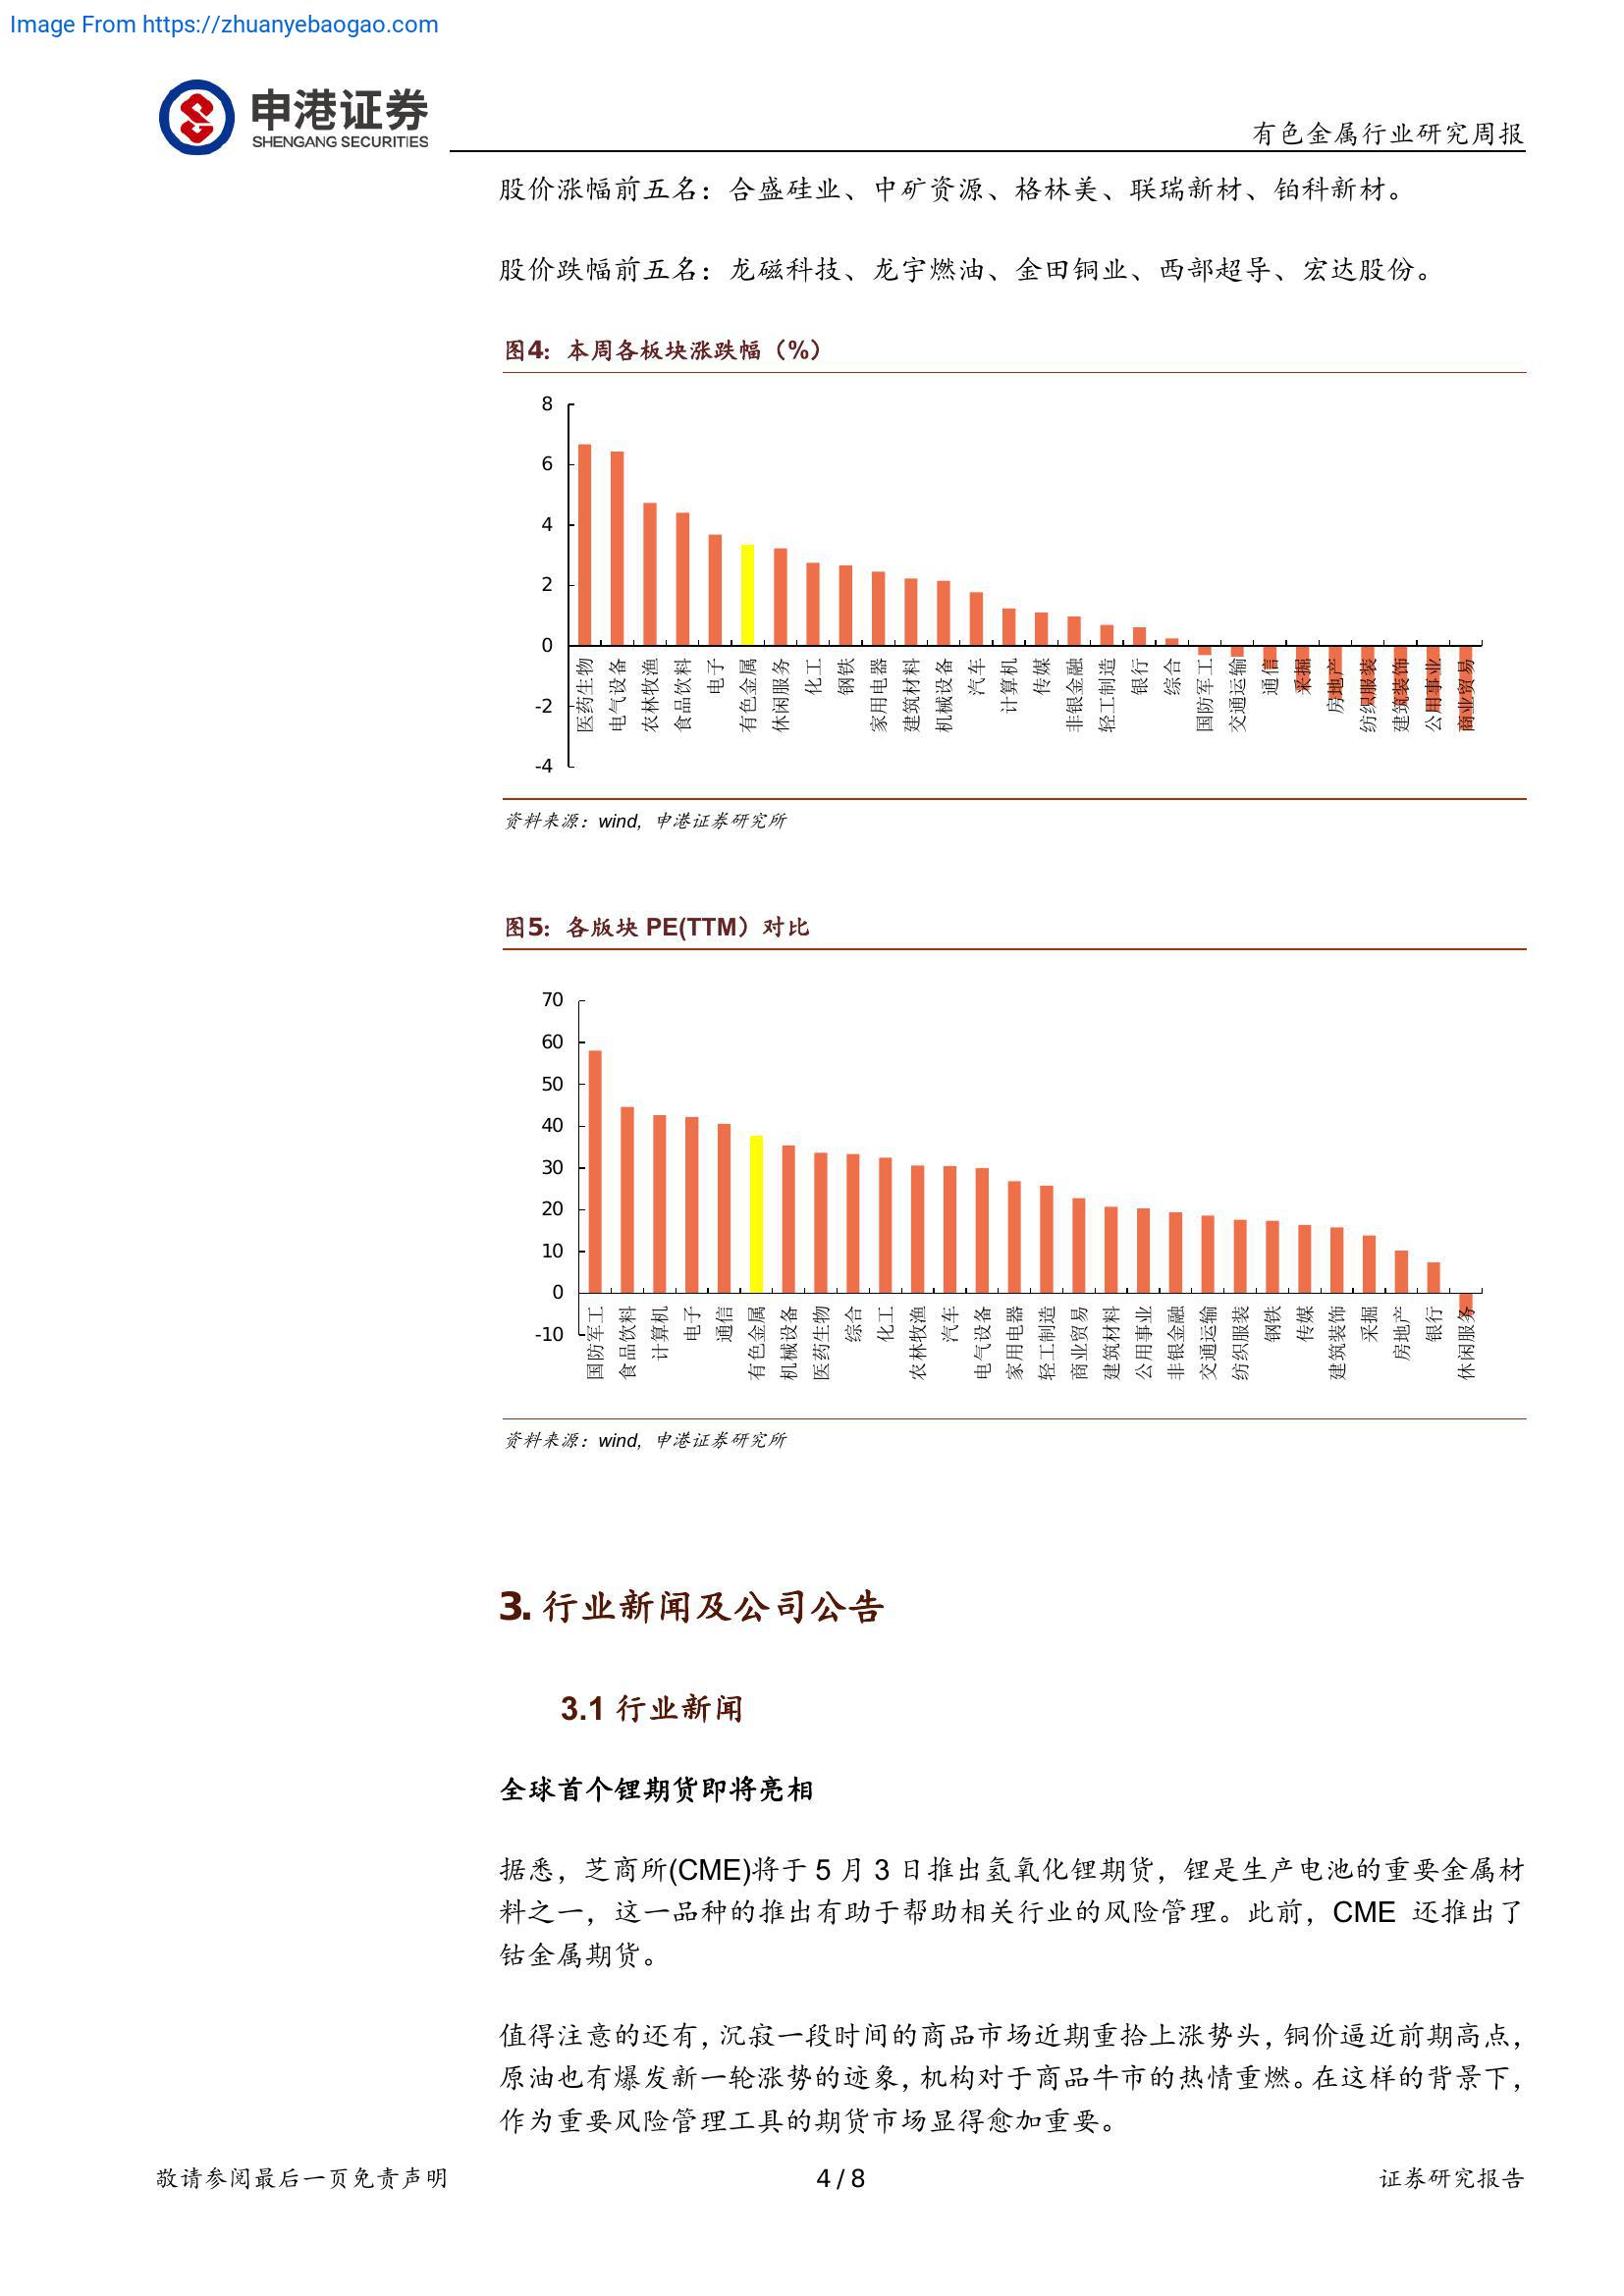 Image From https://zhuanyebaogao.com
申港证券
SHENGANG SECURITIES
有色金属行业研究周报
股价涨幅前五名：合盛硅业、中矿资源、格林美、联瑞新材、铂科新材。
股价跌幅前五名：龙磁科技、龙宇燃油、金田铜业、西部超导、宏达股份。
图4：本周各板块涨跌幅（%）
8
6
4
2
0
-2
-4
医药生物
电气设备
农林牧渔
食品饮料
电子
有色金属
休闲服务
化工
钢铁
家用电器
建筑材料
机械设备
汽车
计算机
传媒
非银金融
轻工制造
银行
综合
国防军工
交通运输
通信
采掘
房地产
纺织服装
建筑装饰
公用事业
商业贸易
资料来源：wind, 申港证券研究所
图5：各版块 PE(TTM）对比
70
60
50
40
30
20
10
0
-10
国防军工
食品饮料
计算机
电子
通信
有色金属
机械设备
医药生物
综合
化工
农林牧渔
汽车
电气设备
家用电器
轻工制造
商业贸易
建筑材料
公用事业
非银金融
交通运输
纺织服装
钢铁
传媒
建筑装饰
采掘
房地产
银行
休闲服务
资料来源：wind, 申港证券研究所
3. 行业新闻及公司公告
3.1 行业新闻
全球首个锂期货即将亮相
据悉，芝商所(CME)将于 5 月 3 日推出氢氧化锂期货，锂是生产电池的重要金属材
料之一，这一品种的推出有助于帮助相关行业的风险管理。此前，CME 还推出了
钴金属期货。
值得注意的还有，沉寂一段时间的商品市场近期重拾上涨势头，铜价逼近前期高点，
原油也有爆发新一轮涨势的迹象，机构对于商品牛市的热情重燃。在这样的背景下，
作为重要风险管理工具的期货市场显得愈加重要。
敬请参阅最后一页免责声明
4 / 8
证券研究报告